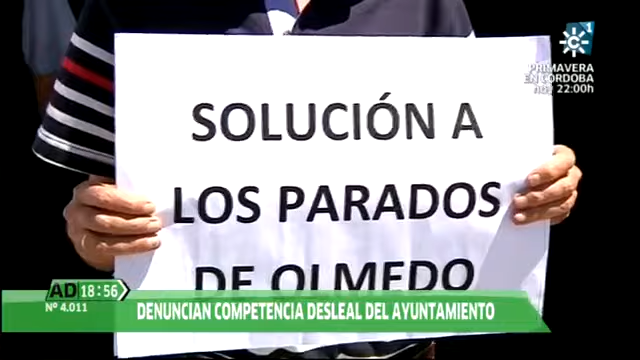 1
PRIMAVERA
EN CÓRDOBA
22:00h
SOLUCIÓN A
LOS PARADOS
DE OLMEDO
AD 18:56
Nº 4.011
DENUNCIAN COMPETENCIA DESLEAL DEL AYUNTAMIENTO